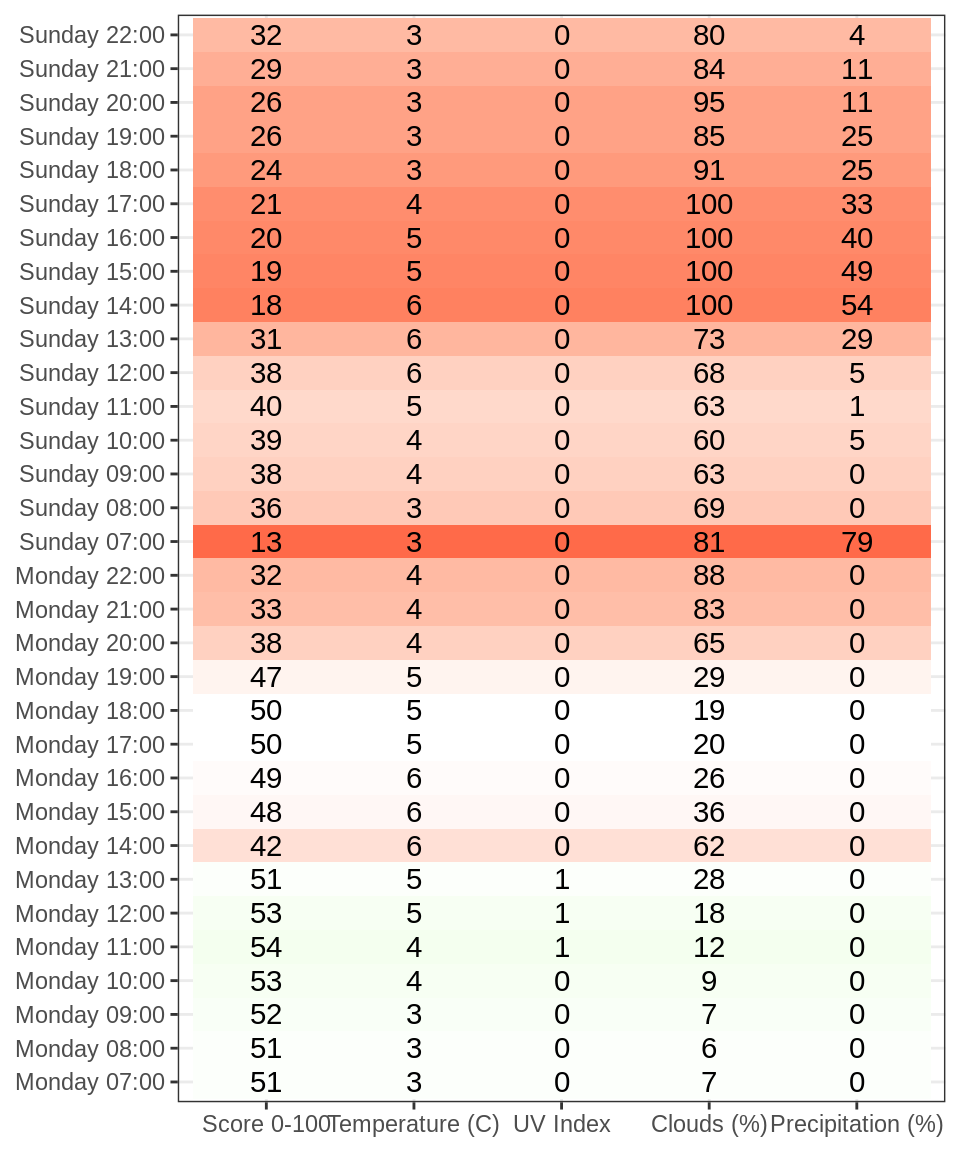 Sunday 22:00 32 3 0 80 4
Sunday 21:00 29 3 0 84 11
Sunday 20:00 26 3 0 95 11
Sunday 19:00 26 3 0 85 25
Sunday 18:00 24 3 0 91 25
Sunday 17:00 21 4 0 100 33
Sunday 16:00 20 5 0 100 40
Sunday 15:00 19 5 0 100 49
Sunday 14:00 18 6 0 100 54
Sunday 13:00 31 6 0 73 29
Sunday 12:00 38 6 0 68 5
Sunday 11:00 40 5 0 63 1
Sunday 10:00 39 4 0 60 5
Sunday 09:00 38 4 0 63 0
Sunday 08:00 36 3 0 69 0
Sunday 07:00 13 3 0 81 79
Monday 22:00 32 4 0 88 0
Monday 21:00 33 4 0 83 0
Monday 20:00 38 4 0 65 0
Monday 19:00 47 5 0 29 0
Monday 18:00 50 5 0 19 0
Monday 17:00 50 5 0 20 0
Monday 16:00 49 6 0 26 0
Monday 15:00 48 6 0 36 0
Monday 14:00 42 6 0 62 0
Monday 13:00 51 5 1 28 0
Monday 12:00 53 5 1 18 0
Monday 11:00 54 4 1 12 0
Monday 10:00 53 4 0 9 0
Monday 09:00 52 3 0 7 0
Monday 08:00 51 3 0 6 0
Monday 07:00 51 3 0 7 0
Score 0-100 Temperature (C) UV Index Clouds (%) Precipitation (%)